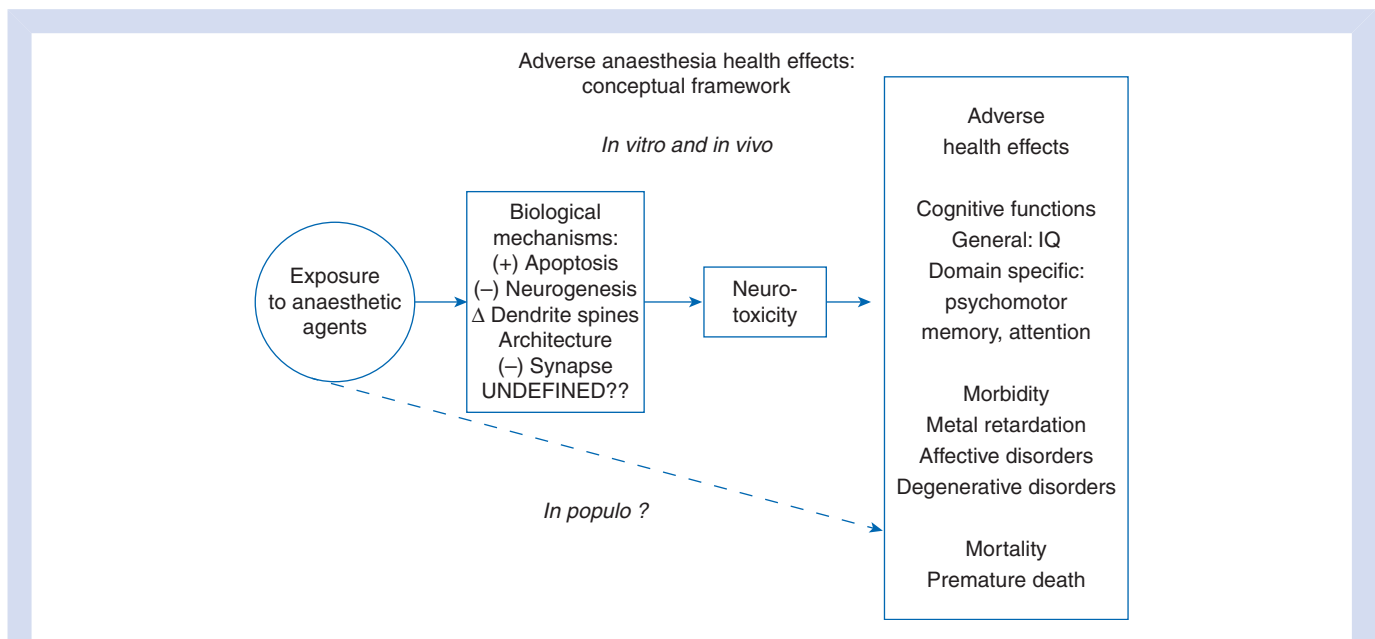 Adverse anaesthesia health effects:
conceptual framework
In vitro and in vivo
Exposure
to anaesthetic
agents
Biological
mechanisms:
(+) Apoptosis
(–) Neurogenesis
Δ Dendrite spines
Architecture
(–) Synapse
UNDEFINED??
Neuro-
toxicity
Adverse
health effects
Cognitive functions
General: IQ
Domain specific:
psychomotor
memory, attention
Morbidity
Metal retardation
Affective disorders
Degenerative disorders
Mortality
Premature death
In populo ?